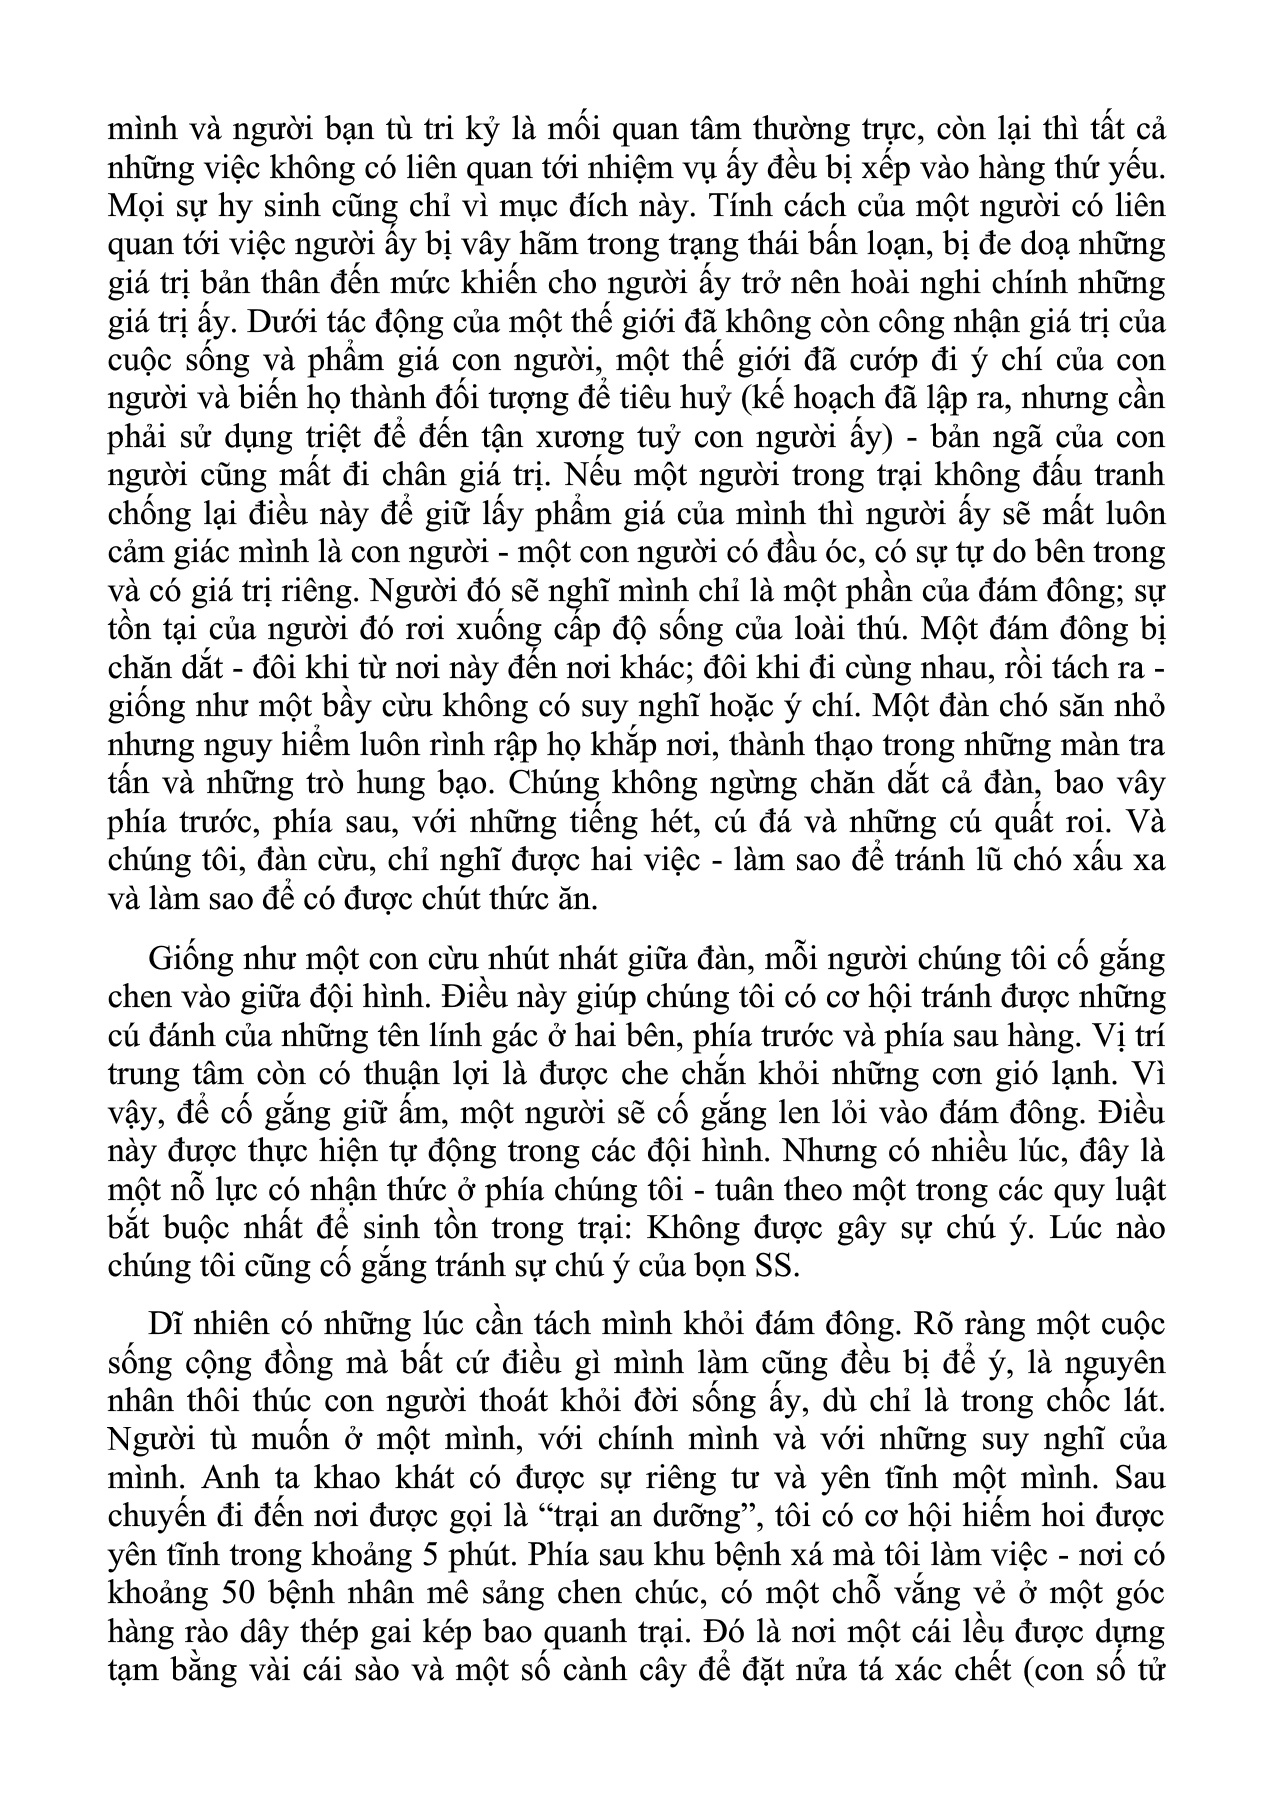 mình và người bạn tù tri kỷ là mối quan tâm thường trực, còn lại thì tất cả
những việc không có liên quan tới nhiệm vụ ấy đều bị xếp vào hàng thứ yếu.
Mọi sự hy sinh cũng chỉ vì mục đích này. Tính cách của một người có liên
quan tới việc người ấy bị vây hãm trong trạng thái bấn loạn, bị đe doạ những
giá trị bản thân đến mức khiến cho người ấy trở nên hoài nghi chính những
giá trị ấy. Dưới tác động của một thế giới đã không còn công nhận giá trị của
cuộc sống và phẩm giá con người, một thế giới đã cướp đi ý chí của con
người và biến họ thành đối tượng để tiêu huỷ (kế hoạch đã lập ra, nhưng cần
phải sử dụng triệt để đến tận xương tuỷ con người ấy) - bản ngã của con
người cũng mất đi chân giá trị. Nếu một người trong trại không đấu tranh
chống lại điều này để giữ lấy phẩm giá của mình thì người ấy sẽ mất luôn
cảm giác mình là con người - một con người có đầu óc, có sự tự do bên trong
và có giá trị riêng. Người đó sẽ nghĩ mình chỉ là một phần của đám đông; sự
tồn tại của người đó rơi xuống cấp độ sống của loài thú. Một đám đông bị
chăn dắt - đôi khi từ nơi này đến nơi khác; đôi khi đi cùng nhau, rồi tách ra -
giống như một bầy cừu không có suy nghĩ hoặc ý chí. Một đàn chó săn nhỏ
nhưng nguy hiểm luôn rình rập họ khắp nơi, thành thạo trong những màn tra
tấn và những trò hung bạo. Chúng không ngừng chăn dắt cả đàn, bao vây
phía trước, phía sau, với những tiếng hét, cú đá và những cú quất roi. Và
chúng tôi, đàn cừu, chỉ nghĩ được hai việc - làm sao để tránh lũ chó xấu xa
và làm sao để có được chút thức ăn.
Giống như một con cừu nhút nhát giữa đàn, mỗi người chúng tôi cố gắng
chen vào giữa đội hình. Điều này giúp chúng tôi có cơ hội tránh được những
cú đánh của những tên lính gác ở hai bên, phía trước và phía sau hàng. Vị trí
trung tâm còn có thuận lợi là được che chắn khỏi những cơn gió lạnh. Vì
vậy, để cố gắng giữ ấm, một người sẽ cố gắng len lỏi vào đám đông. Điều
này được thực hiện tự động trong các đội hình. Nhưng có nhiều lúc, đây là
một nỗ lực có nhận thức ở phía chúng tôi - tuân theo một trong các quy luật
bắt buộc nhất để sinh tồn trong trại: Không được gây sự chú ý. Lúc nào
chúng tôi cũng cố gắng tránh sự chú ý của bọn SS.
Dĩ nhiên có những lúc cần tách mình khỏi đám đông. Rõ ràng một cuộc
sống cộng đồng mà bất cứ điều gì mình làm cũng đều bị để ý, là nguyên
nhân thôi thúc con người thoát khỏi đời sống ấy, dù chỉ là trong chốc lát.
Người tù muốn ở một mình, với chính mình và với những suy nghĩ của
mình. Anh ta khao khát có được sự riêng tư và yên tĩnh một mình. Sau
chuyến đi đến nơi được gọi là “trại an dưỡng”, tôi có cơ hội hiếm hoi được
yên tĩnh trong khoảng 5 phút. Phía sau khu bệnh xá mà tôi làm việc - nơi có
khoảng 50 bệnh nhân mê sảng chen chúc, có một chỗ vắng vẻ ở một góc
hàng rào dây thép gai kép bao quanh trại. Đó là nơi một cái lều được dựng
tạm bằng vài cái sào và một số cành cây để đặt nửa tá xác chết (con số tử